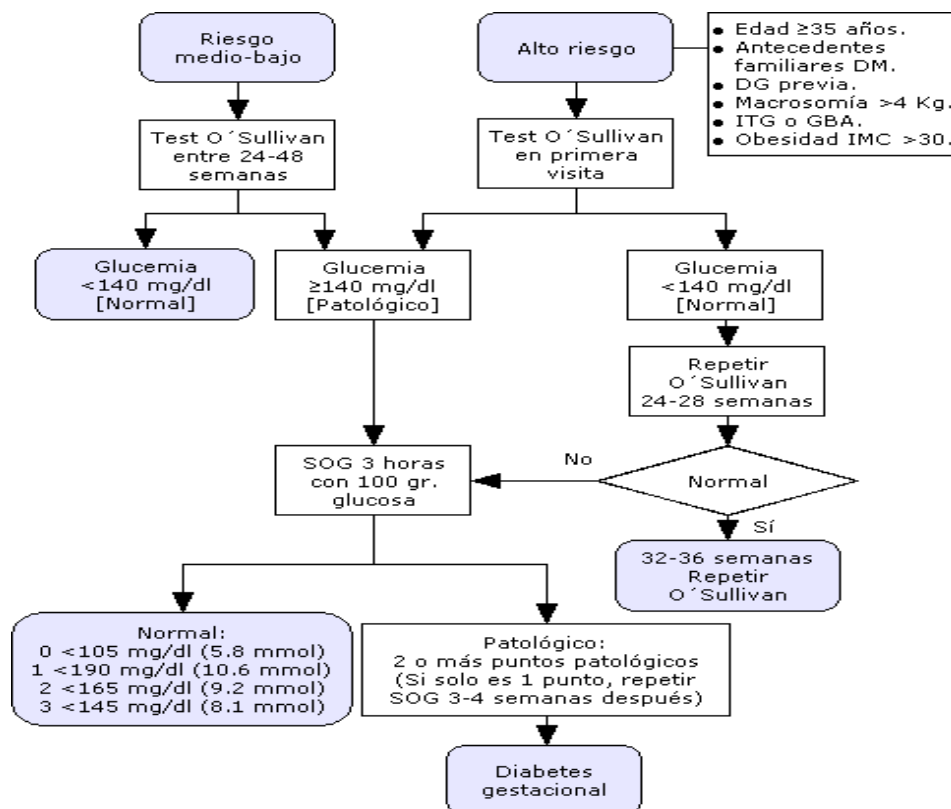 Riesgo
medio-bajo
Alto riesgo
• Edad ≥35 años.
• Antecedentes
familiares DM.
• DG previa.
• Macrosomía >4 Kg.
• ITG o GBA.
• Obesidad IMC >30.
Test O´Sullivan
entre 24-48
semanas
Test O´Sullivan
en primera
visita
Glucemia
<140 mg/dl
[Normal]
Glucemia
≥140 mg/dl
[Patológico]
Glucemia
<140 mg/dl
[Normal]
Repetir
O´Sullivan
24-28 semanas
SOG 3 horas
con 100 gr.
glucosa
No
Normal
Sí
32-36 semanas
Repetir
O´Sullivan
Normal:
0 <105 mg/dl (5.8 mmol)
1 <190 mg/dl (10.6 mmol)
2 <165 mg/dl (9.2 mmol)
3 <145 mg/dl (8.1 mmol)
Patológico:
2 o más puntos patológicos
(Si solo es 1 punto, repetir
SOG 3-4 semanas después)
Diabetes
gestacional